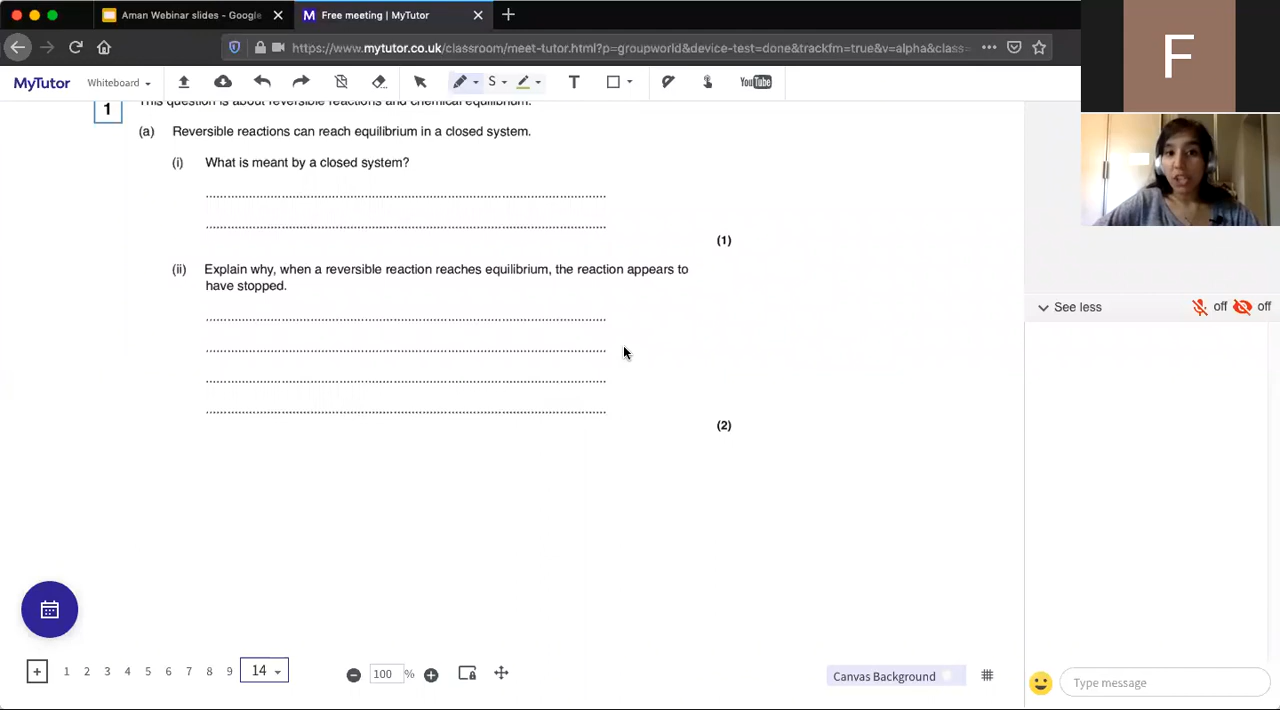 Aman Webinar slides - Google
Free meeting | MyTutor
https://www.mytutor.co.uk/classroom/meet-tutor.html?p=groupworld&device-test=done&trackfm=true&v=alpha&class=
F
MyTutor
Whiteboard
S
T
YouTube
1
This question is about reversible reactions and chemical equilibrium.
(a) Reversible reactions can reach equilibrium in a closed system.
(i) What is meant by a closed system?
(1)
(ii) Explain why, when a reversible reaction reaches equilibrium, the reaction appears to
have stopped.
(2)
See less
off
off
+ 1 2 3 4 5 6 7 8 9 14
100 %
Canvas Background
Type message